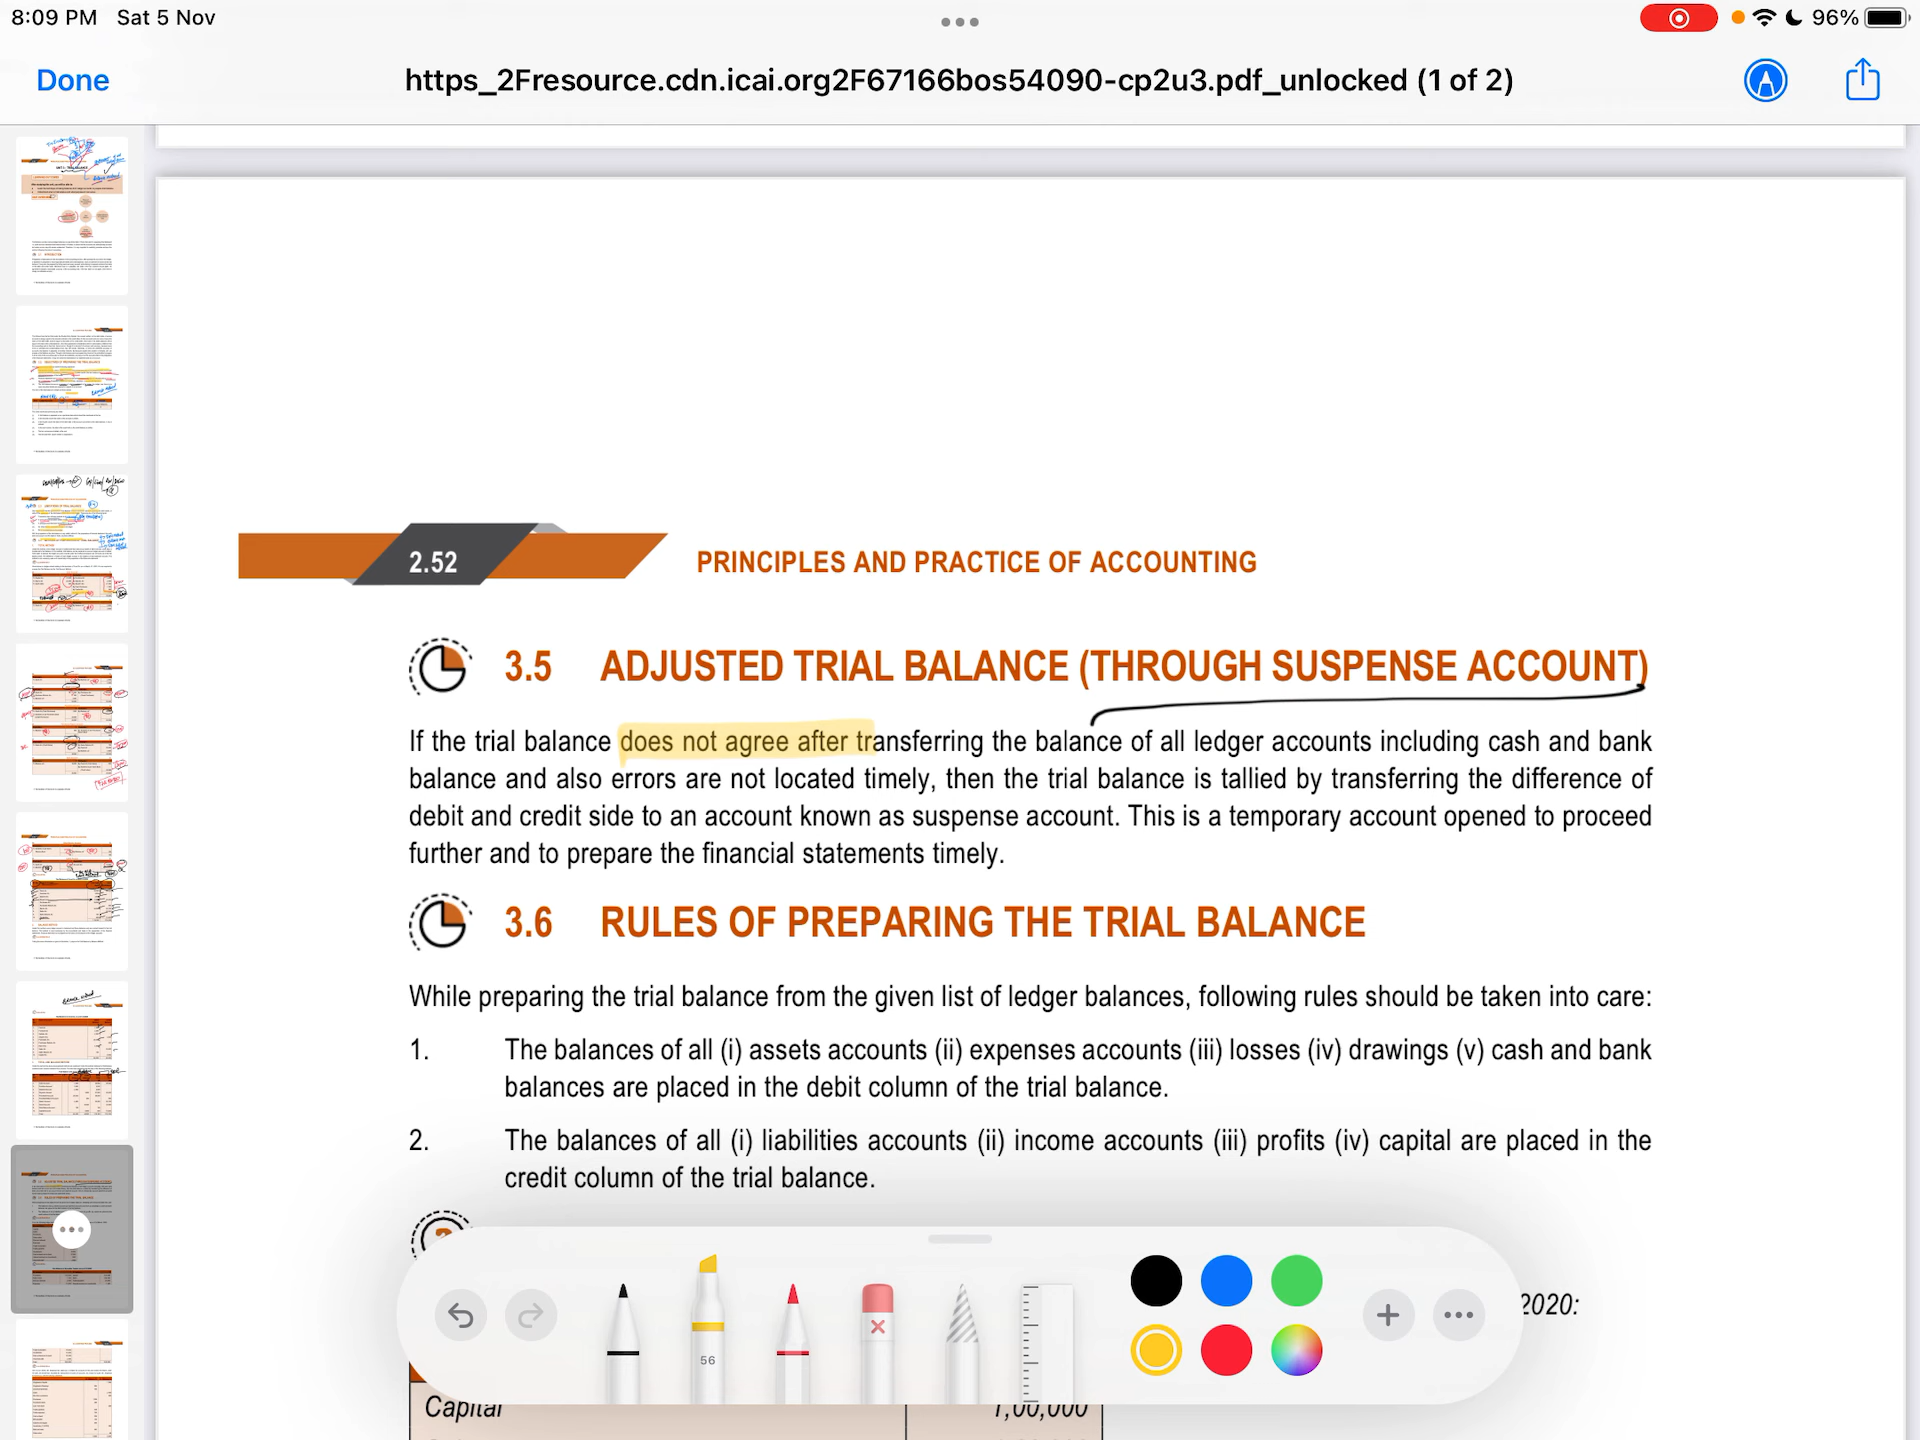 8:09 PM Sat 5 Nov
96%
Done
https_2Fresource.cdn.icai.org2F67166bos54090-cp2u3.pdf_unlocked (1 of 2)
2.52
PRINCIPLES AND PRACTICE OF ACCOUNTING
3.5 ADJUSTED TRIAL BALANCE (THROUGH SUSPENSE ACCOUNT)
If the trial balance does not agree after transferring the balance of all ledger accounts including cash and bank
balance and also errors are not located timely, then the trial balance is tallied by transferring the difference of
debit and credit side to an account known as suspense account. This is a temporary account opened to proceed
further and to prepare the financial statements timely.
3.6 RULES OF PREPARING THE TRIAL BALANCE
While preparing the trial balance from the given list of ledger balances, following rules should be taken into care:
1. The balances of all (i) assets accounts (ii) expenses accounts (iii) losses (iv) drawings (v) cash and bank
balances are placed in the debit column of the trial balance.
2. The balances of all (i) liabilities accounts (ii) income accounts (iii) profits (iv) capital are placed in the
credit column of the trial balance.
2020:
56
Capital 1,00,000